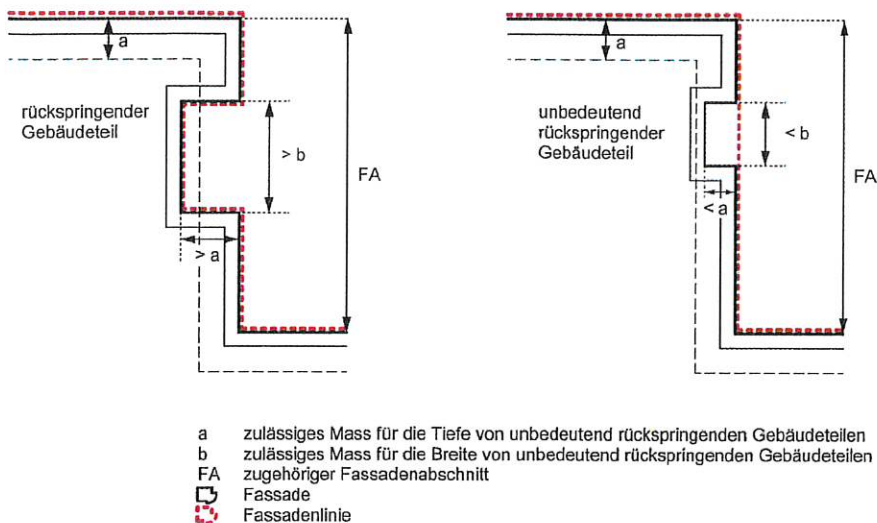 a
rückspringender
Gebäudeteil
> b
FA
> a
a
unbedeutend
rückspringender
Gebäudeteil
< b
FA
< a
a zulässiges Mass für die Tiefe von unbedeutend rückspringenden Gebäudeteilen
b zulässiges Mass für die Breite von unbedeutend rückspringenden Gebäudeteilen
FA zugehöriger Fassadenabschnitt
Fassade
Fassadenlinie